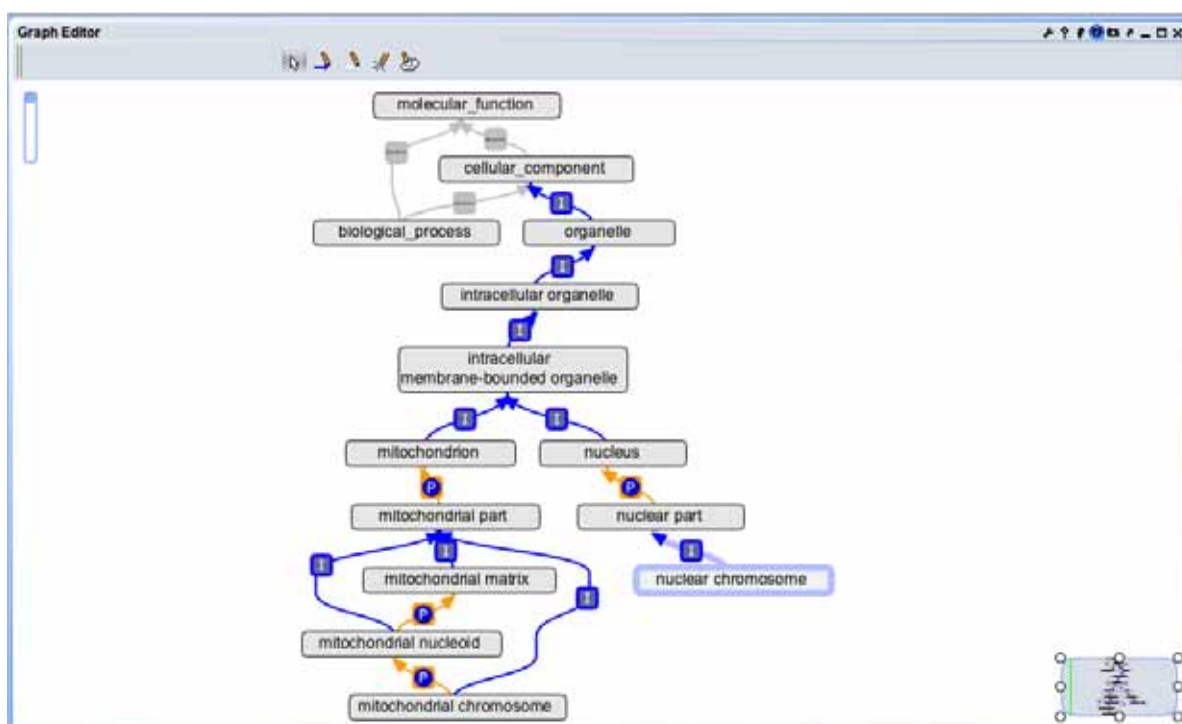 Graph Editor
molecular_function
cellular_component
I
biological_process
organelle
I
intracellular organelle
I
intracellular
membrane-bounded organelle
I
I
mitochondrion
nucleus
P
P
mitochondrial part
nuclear part
I
I
I
mitochondrial matrix
nuclear chromosome
I
P
mitochondrial nucleoid
P
mitochondrial chromosome